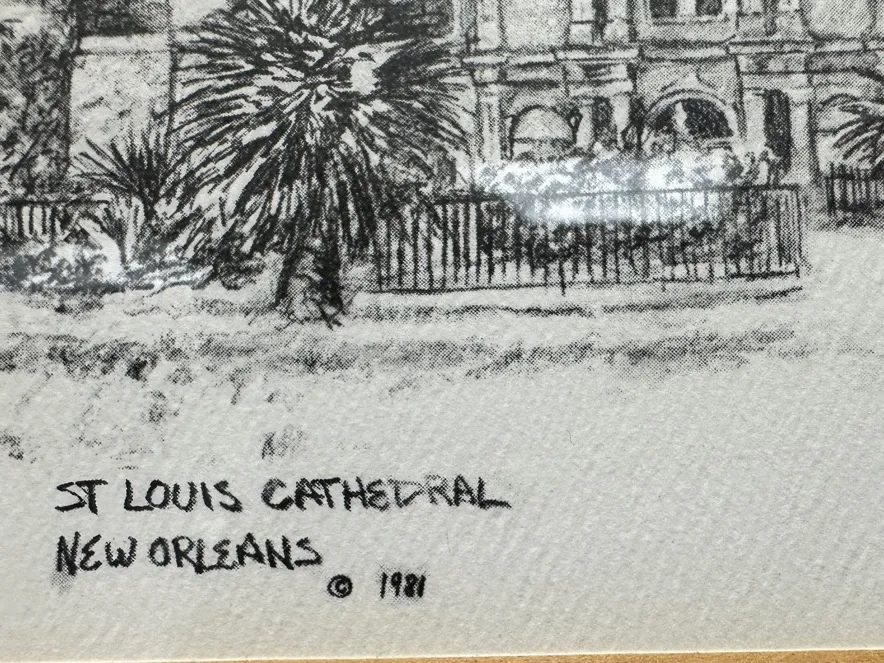 ST LOUIS CATHEDRAL
NEW ORLEANS
© 1981